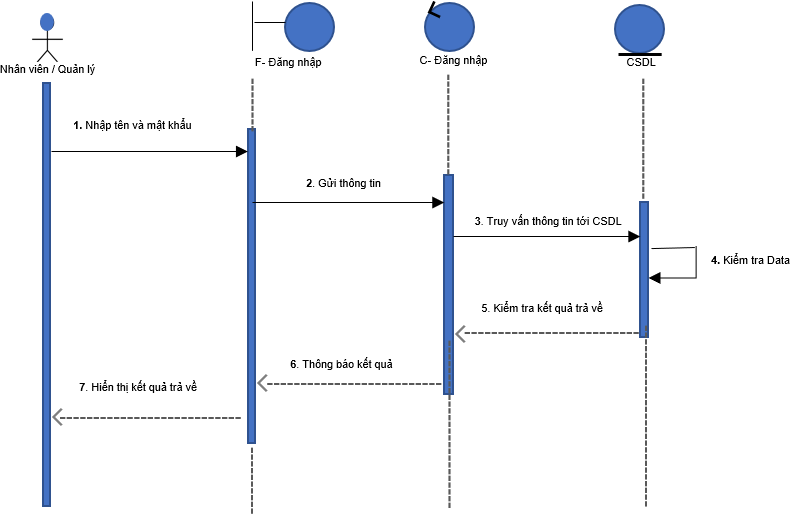 Nhân viên / Quản lý
F- Đăng nhập
C- Đăng nhập
CSDL
1. Nhập tên và mật khẩu
2. Gửi thông tin
3. Truy vấn thông tin tới CSDL
4. Kiểm tra Data
5. Kiểm tra kết quả trả về
6. Thông báo kết quả
7. Hiển thị kết quả trả về